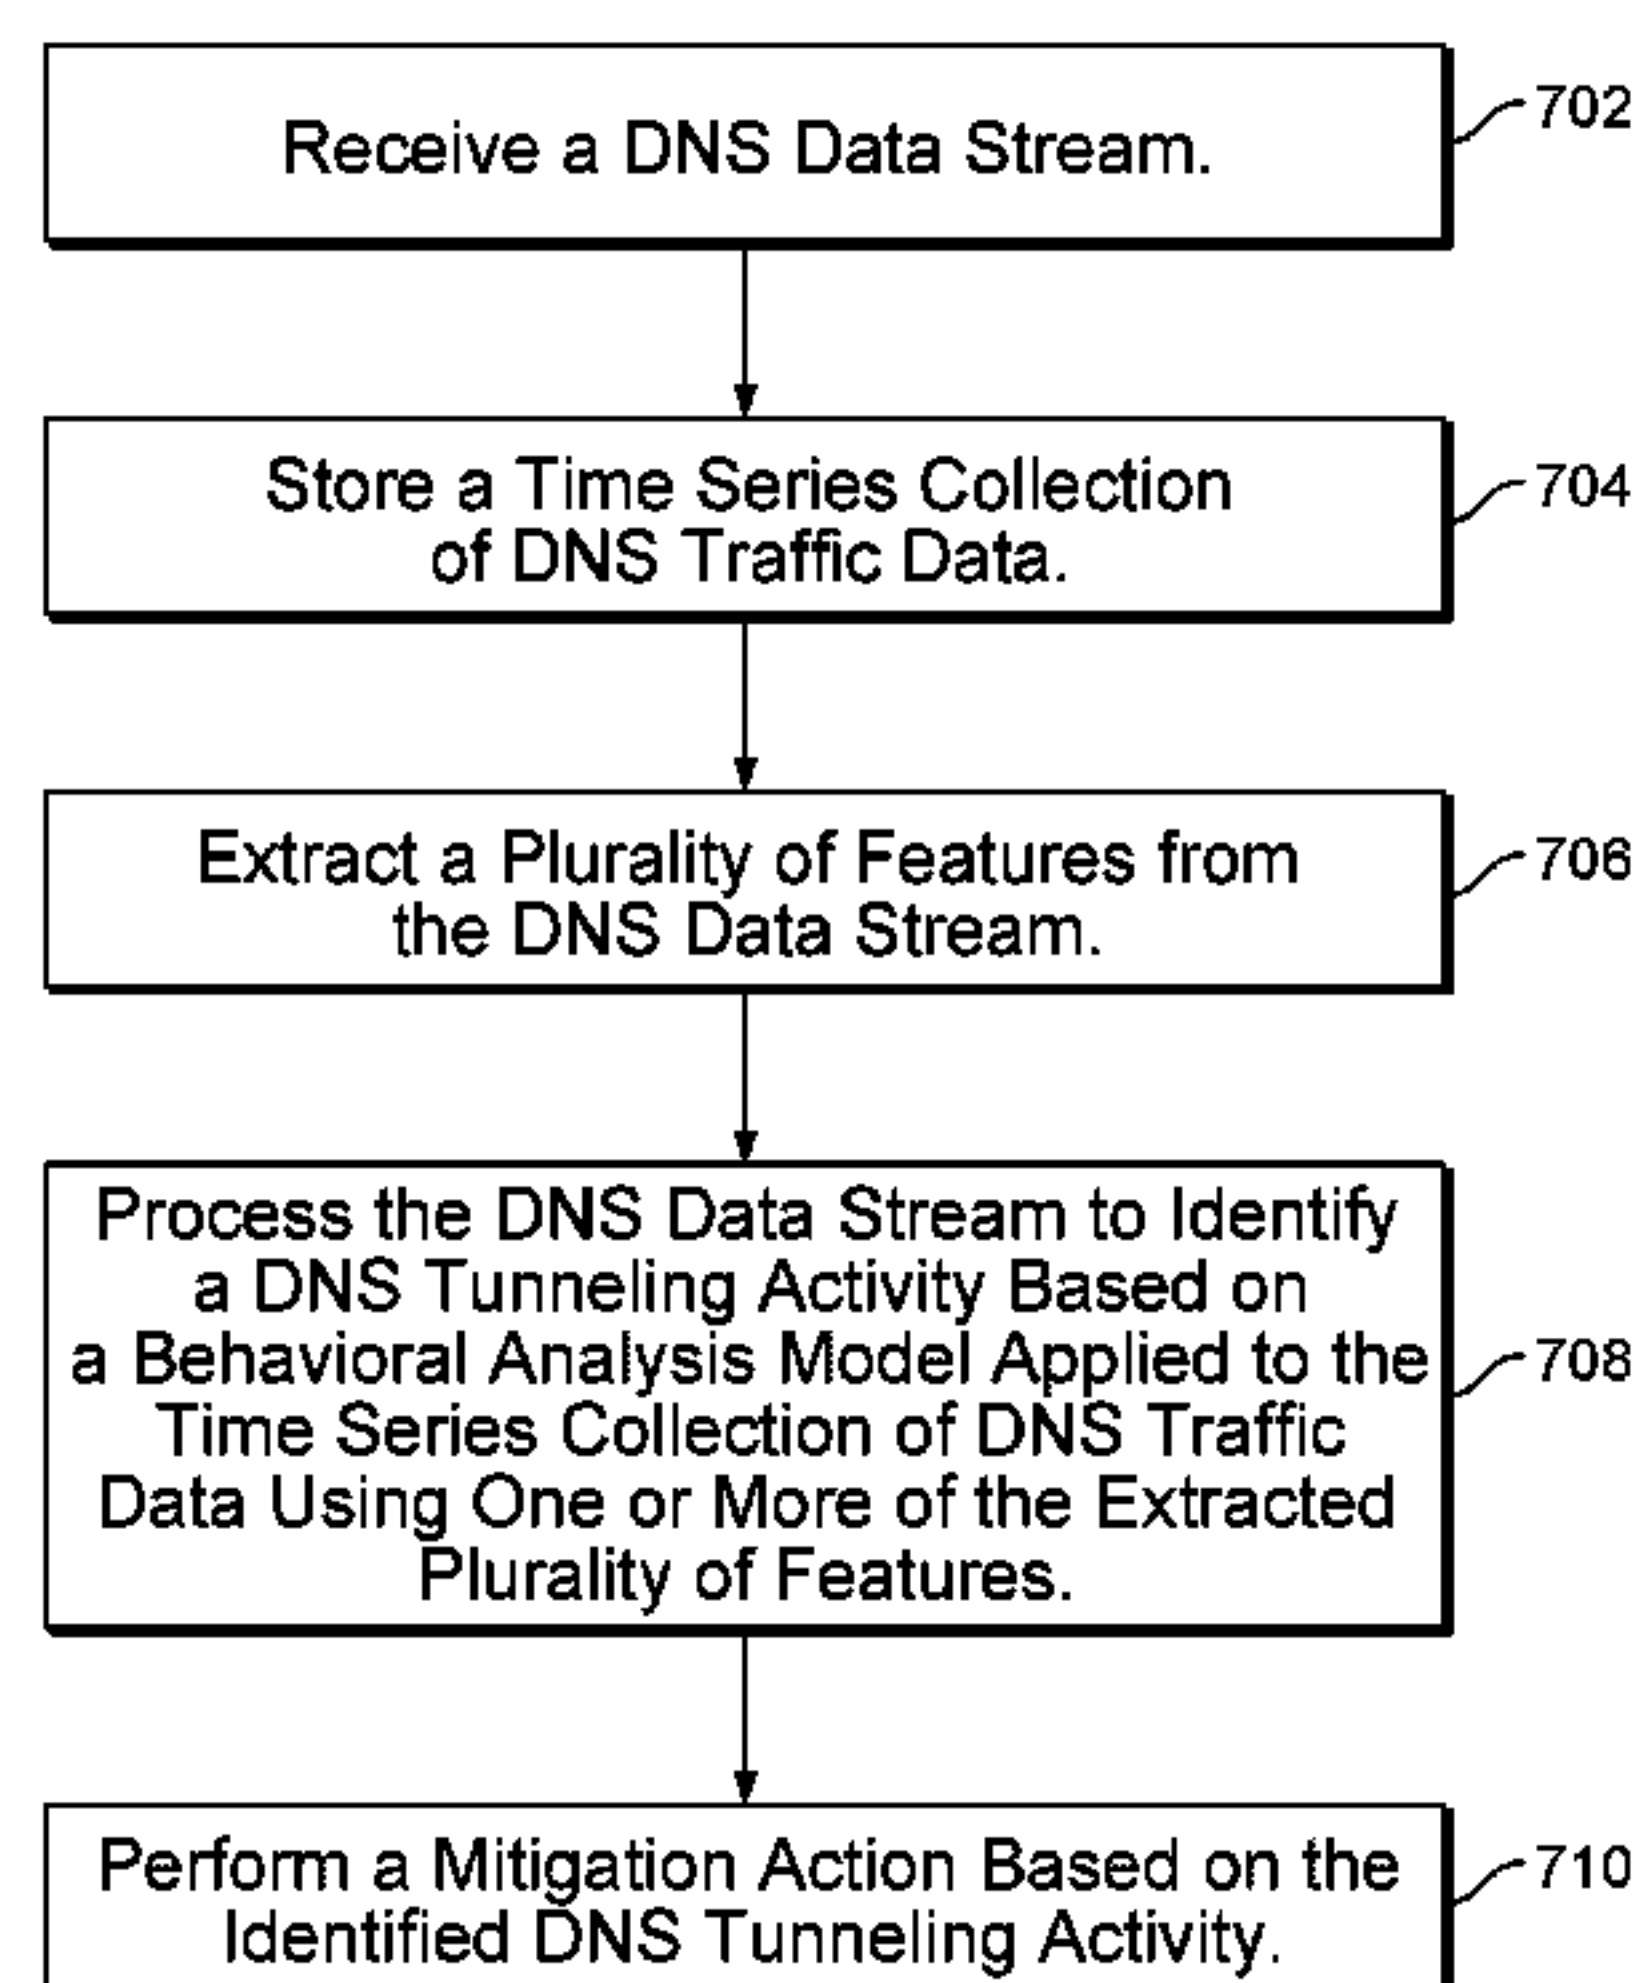 Receive a DNS Data Stream.
702
Store a Time Series Collection
of DNS Traffic Data.
704
Extract a Plurality of Features from
the DNS Data Stream.
706
Process the DNS Data Stream to Identify
a DNS Tunneling Activity Based on
a Behavioral Analysis Model Applied to the
Time Series Collection of DNS Traffic
Data Using One or More of the Extracted
Plurality of Features.
708
Perform a Mitigation Action Based on the
Identified DNS Tunneling Activity.
710